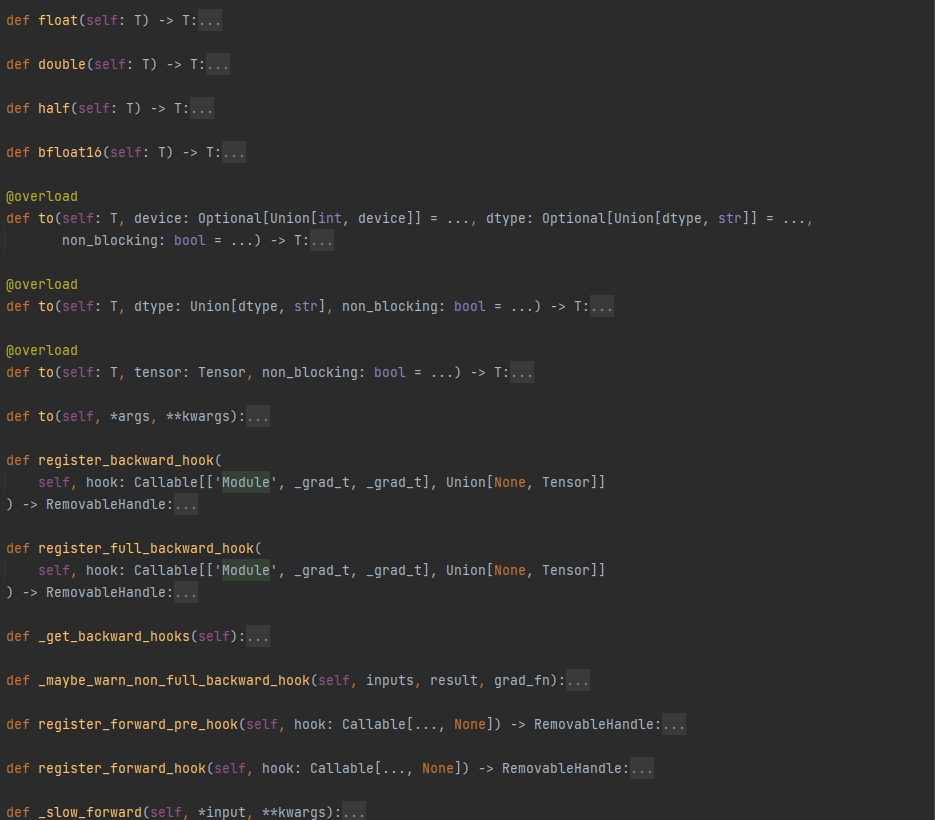 def float(self: T) -> T:...
def double(self: T) -> T:...
def half(self: T) -> T:...
def bfloat16(self: T) -> T:...
@overload
def to(self: T, device: Optional[Union[int, device]] = ..., dtype: Optional[Union[dtype, str]] = ...,
       non_blocking: bool = ...) -> T:...
@overload
def to(self: T, dtype: Union[dtype, str], non_blocking: bool = ...) -> T:...
@overload
def to(self: T, tensor: Tensor, non_blocking: bool = ...) -> T:...
def to(self, *args, **kwargs):...
def register_backward_hook(
    self, hook: Callable[['Module', _grad_t, _grad_t], Union[None, Tensor]]
) -> RemovableHandle:...
def register_full_backward_hook(
    self, hook: Callable[['Module', _grad_t, _grad_t], Union[None, Tensor]]
) -> RemovableHandle:...
def _get_backward_hooks(self):...
def _maybe_warn_non_full_backward_hook(self, inputs, result, grad_fn):...
def register_forward_pre_hook(self, hook: Callable[..., None]) -> RemovableHandle:...
def register_forward_hook(self, hook: Callable[..., None]) -> RemovableHandle:...
def _slow_forward(self, *input, **kwargs):...